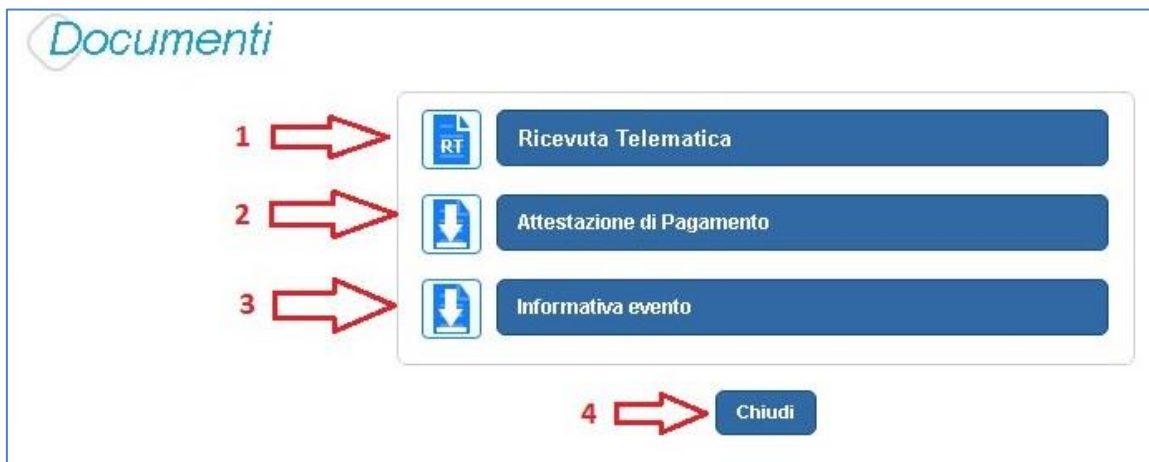 Documenti
1 RT Ricevuta Telematica
2 Attestazione di Pagamento
3 Informativa evento
4 Chiudi